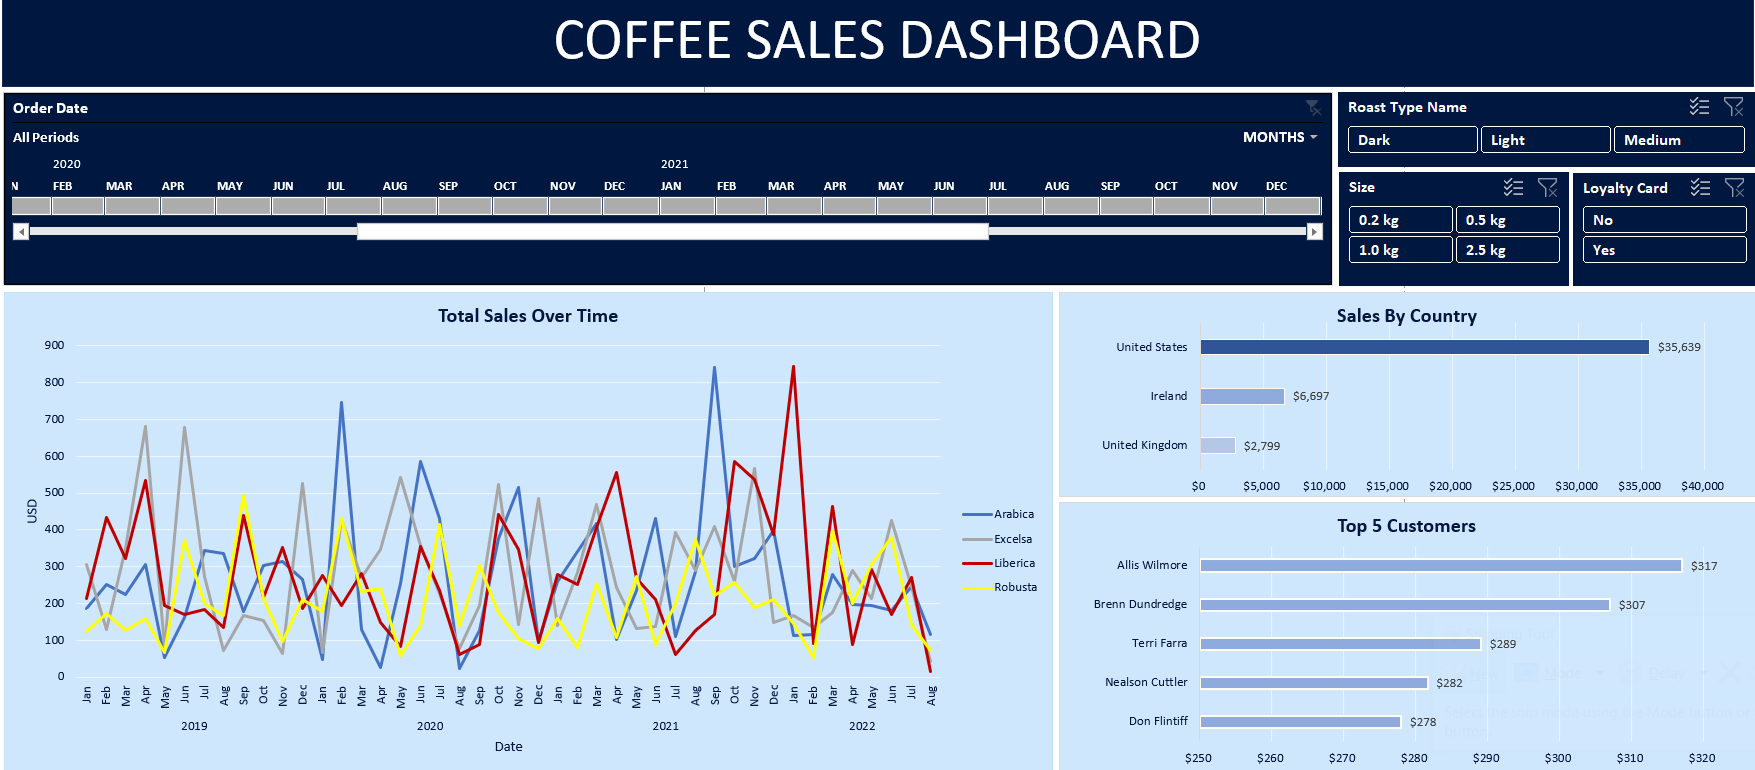 COFFEE SALES DASHBOARD
Order Date
All Periods
MONTHS
2020 2021
N FEB MAR APR MAY JUN JUL AUG SEP OCT NOV DEC JAN FEB MAR APR MAY JUN JUL AUG SEP OCT NOV DEC
Roast Type Name
Dark Light Medium
Size
0.2 kg 0.5 kg
1.0 kg 2.5 kg
Loyalty Card
No
Yes
Total Sales Over Time
900
800
700
600
500
400
300
200
100
0
USD
Jan Feb Mar Apr May Jun Jul Aug Sep Oct Nov Dec Jan Feb Mar Apr May Jun Jul Aug Sep Oct Nov Dec Jan Feb Mar Apr May Jun Jul Aug Sep Oct Nov Dec Jan Feb Mar Apr May Jun Jul Aug
2019 2020 2021 2022
Date
Arabica
Excelsa
Liberica
Robusta
Sales By Country
United States $35,639
Ireland $6,697
United Kingdom $2,799
$0 $5,000 $10,000 $15,000 $20,000 $25,000 $30,000 $35,000 $40,000
Top 5 Customers
Allis Wilmore $317
Brenn Dundredge $307
Terri Farra $289
Nealson Cuttler $282
Don Flintiff $278
$250 $260 $270 $280 $290 $300 $310 $320